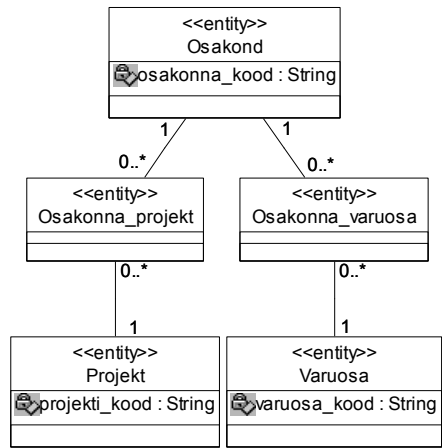 <<entity>>
Osakond
osakonna_kood : String
1 1
0..* 0..*
<<entity>> <<entity>>
Osakonna_projekt Osakonna_varuosa
0..* 0..*
1 1
<<entity>> <<entity>>
Projekt Varuosa
projekti_kood : String varuosa_kood : String